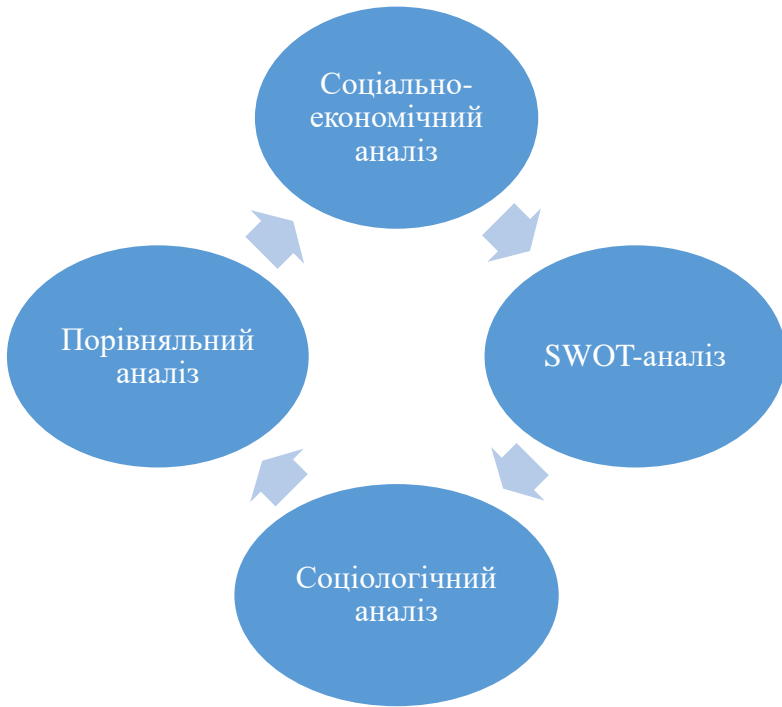 Соціально-
економічний
аналіз
Порівняльний
аналіз
SWOT-аналіз
Соціологічний
аналіз